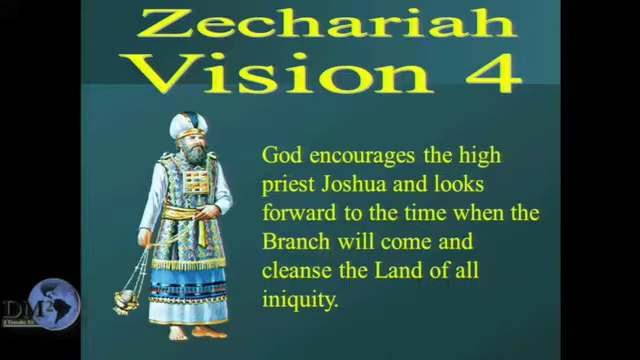 Zechariah
Vision 4
God encourages the high
priest Joshua and looks
forward to the time when the
Branch will come and
cleanse the Land of all
iniquity.
DM2